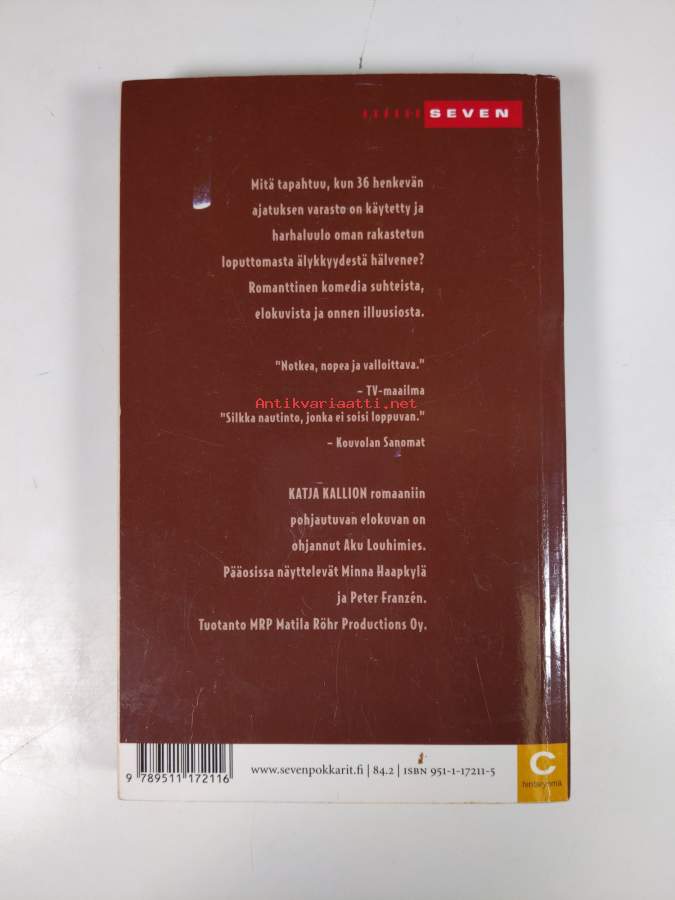 SEVEN
Mitä tapahtuu, kun 36 henkevän
ajatuksen varasto on käytetty ja
harhaluulo oman rakastetun
loputtomasta älykkyydestä hälvenee?
Romanttinen komedia suhteista,
elokuvista ja onnen illuusiosta.
"Notkea, nopea ja valloittava."
– TV-maailma
Antikvariaatti.net
"Silkka nautinto, jonka ei soisi loppuvan."
– Kouvolan Sanomat
KATJA KALLION romaaniin
pohjautuvan elokuvan on
ohjannut Aku Louhimies.
Pääosissa näyttelevät Minna Haapkylä
ja Peter Franzén.
Tuotanto MRP Matila Röhr Productions Oy.
9 789511 172116
www.sevenpokkarit.fi | 84.2 | ISBN 951-1-17211-5
C
hintaryhmä